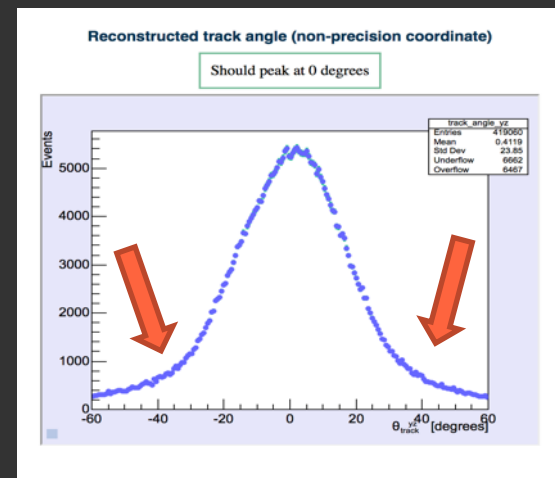 Reconstructed track angle (non-precision coordinate)
Should peak at 0 degrees
track_angle_yz
Entries 419060
Mean 0.4119
Std Dev 23.85
Underflow 6662
Overflow 6467
Events
5000
4000
3000
2000
1000
0
-60 -40 -20 0 20 40 60
θ yz track [degrees]